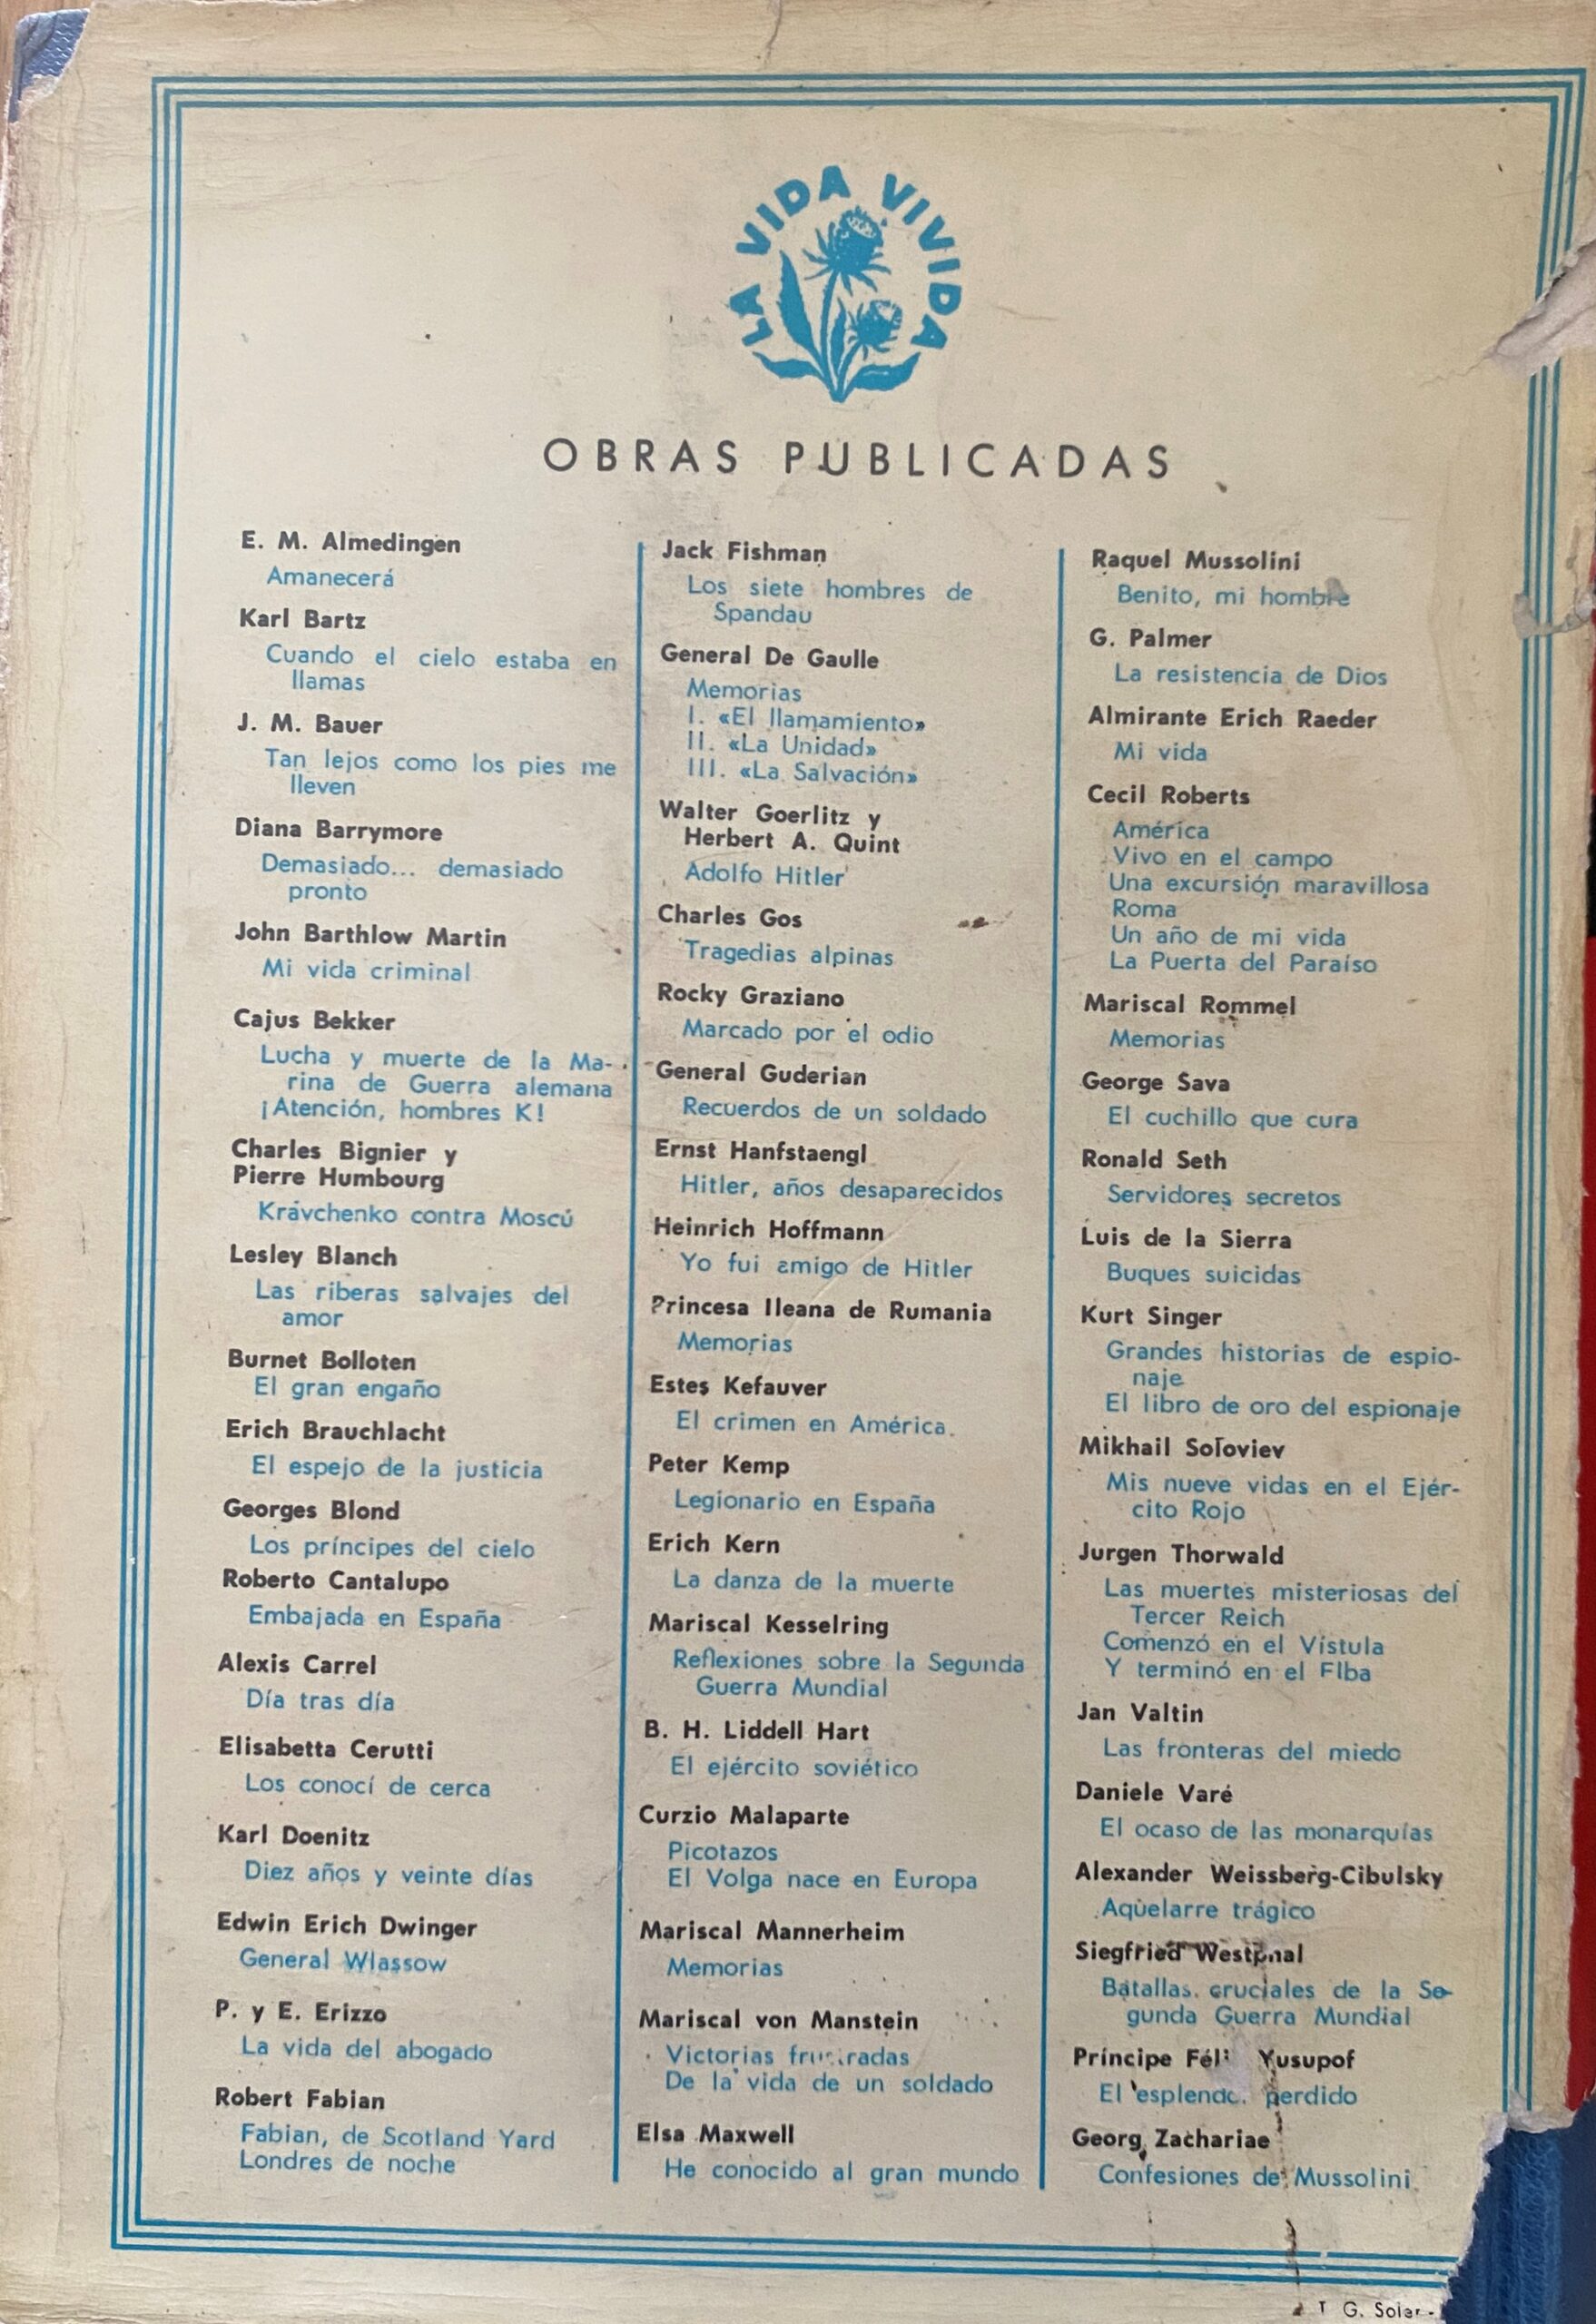 LA VIDA VIVIDA
OBRAS PUBLICADAS
E. M. Almedingen
Amanecerá
Karl Bartz
Cuando el cielo estaba en
llamas
J. M. Bauer
Tan lejos como los pies me
lleven
Diana Barrymore
Demasiado... demasiado
pronto
John Barthlow Martin
Mi vida criminal
Cajus Bekker
Lucha y muerte de la Ma-
rina de Guerra alemana
¡Atención, hombres K!
Charles Bignier y
Pierre Humbourg
Kravchenko contra Moscú
Lesley Blanch
Las riberas salvajes del
amor
Burnet Bolloten
El gran engaño
Erich Brauchlacht
El espejo de la justicia
Georges Blond
Los príncipes del cielo
Roberto Cantalupo
Embajada en España
Alexis Carrel
Día tras día
Elisabetta Cerutti
Los conocí de cerca
Karl Doenitz
Diez años y veinte días
Edwin Erich Dwinger
General Wlassow
P. y E. Erizzo
La vida del abogado
Robert Fabian
Fabian, de Scotland Yard
Londres de noche
Jack Fishman
Los siete hombres de
Spandau
General De Gaulle
Memorias
I. «El llamamiento»
II. «La Unidad»
III. «La Salvación»
Walter Goerlitz y
Herbert A. Quint
Adolfo Hitler
Charles Gos
Tragedias alpinas
Rocky Graziano
Marcado por el odio
General Guderian
Recuerdos de un soldado
Ernst Hanfstaengl
Hitler, años desaparecidos
Heinrich Hoffmann
Yo fui amigo de Hitler
Princesa Ileana de Rumania
Memorias
Estes Kefauver
El crimen en América.
Peter Kemp
Legionario en España
Erich Kern
La danza de la muerte
Mariscal Kesselring
Reflexiones sobre la Segunda
Guerra Mundial
B. H. Liddell Hart
El ejército soviético
Curzio Malaparte
Picotazos
El Volga nace en Europa
Mariscal Mannerheim
Memorias
Mariscal von Manstein
Victorias frustradas
De la vida de un soldado
Elsa Maxwell
He conocido al gran mundo
Raquel Mussolini
Benito, mi hombre
G. Palmer
La resistencia de Dios
Almirante Erich Raeder
Mi vida
Cecil Roberts
América
Vivo en el campo
Una excursión maravillosa
Roma
Un año de mi vida
La Puerta del Paraíso
Mariscal Rommel
Memorias
George Sava
El cuchillo que cura
Ronald Seth
Servidores secretos
Luis de la Sierra
Buques suicidas
Kurt Singer
Grandes historias de espio-
naje
El libro de oro del espionaje
Mikhail Soloviev
Mis nueve vidas en el Ejér-
cito Rojo
Jurgen Thorwald
Las muertes misteriosas del
Tercer Reich
Comenzó en el Vístula
Y terminó en el Elba
Jan Valtin
Las fronteras del miedo
Daniele Varé
El ocaso de las monarquías
Alexander Weissberg-Cibulsky
Aquelarre trágico
Siegfried Westphal
Batallas cruciales de la Se-
gunda Guerra Mundial
Príncipe Félix Yusupof
El esplendor perdido
Georg Zachariae
Confesiones de Mussolini
T. G. Soler -